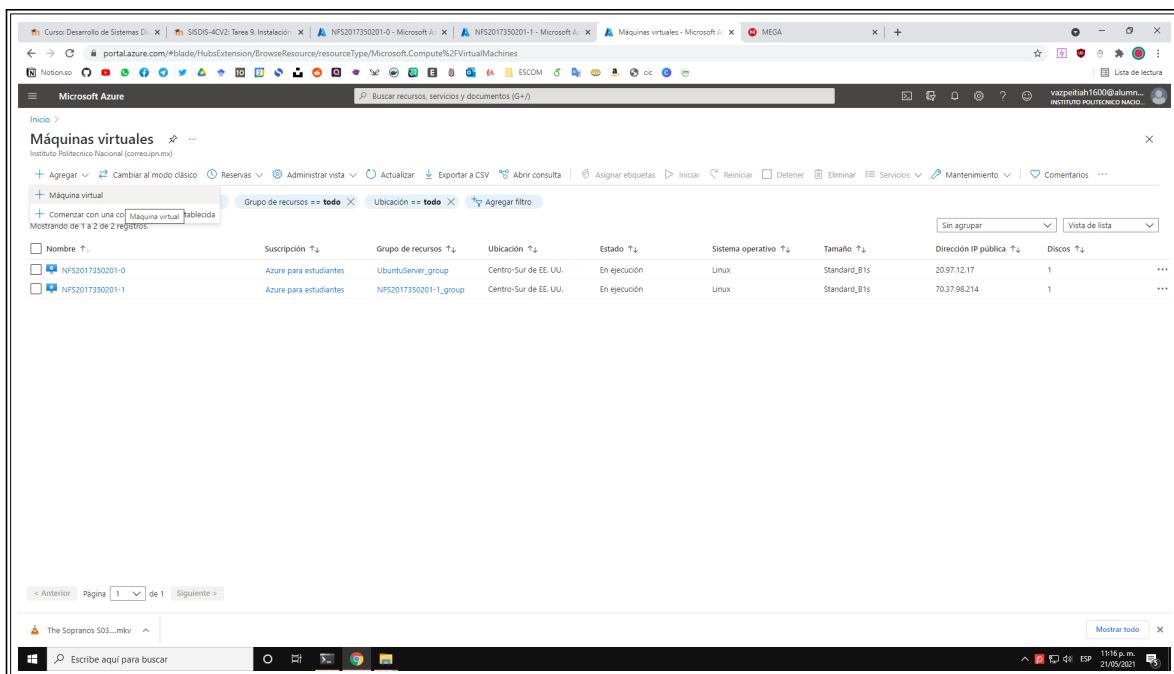 Curso: Desarrollo de Sistemas Di
SISDIS-4CV2: Tarea 9. Instalación
NFS2017350201-0 - Microsoft Az
NFS2017350201-1 - Microsoft Az
Máquinas virtuales - Microsoft A
MEGA
portal.azure.com/#blade/HubsExtension/BrowseResource/resourceType/Microsoft.Compute%2FVirtualMachines
Notion.so
ESCOM
cic
Lista de lectura
Microsoft Azure
Buscar recursos, servicios y documentos (G+/)
vazpeitiah1600@alumn...
INSTITUTO POLITECNICO NACIO...
Inicio >
Máquinas virtuales
Instituto Politecnico Nacional (correo.ipn.mx)
Agregar
Cambiar al modo clásico
Reservas
Administrar vista
Actualizar
Exportar a CSV
Abrir consulta
Asignar etiquetas
Iniciar
Reiniciar
Detener
Eliminar
Servicios
Mantenimiento
Comentarios
Máquina virtual
Grupo de recursos == todo
Ubicación == todo
Agregar filtro
Comenzar con una co
Máquina virtual
tablecida
Mostrando de 1 a 2 de 2 registros.
Sin agrupar
Vista de lista
Nombre ↑↓ Suscripción ↑↓ Grupo de recursos ↑↓ Ubicación ↑↓ Estado ↑↓ Sistema operativo ↑↓ Tamaño ↑↓ Dirección IP pública ↑↓ Discos ↑↓
NFS2017350201-0 Azure para estudiantes UbuntuServer_group Centro-Sur de EE. UU. En ejecución Linux Standard_B1s 20.97.12.17 1
NFS2017350201-1 Azure para estudiantes NFS2017350201-1_group Centro-Sur de EE. UU. En ejecución Linux Standard_B1s 70.37.98.214 1
< Anterior Página 1 de 1 Siguiente >
The Sopranos S03....mkv
Mostrar todo
Escribe aquí para buscar
ESP
11:16 p. m.
21/05/2021